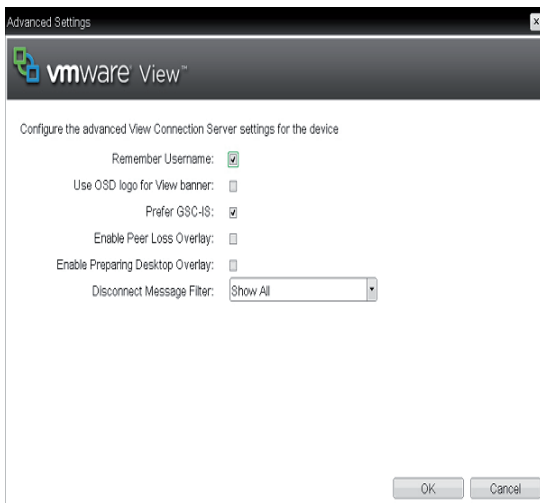 Advanced Settings
vmware View™
Configure the advanced View Connection Server settings for the device
Remember Username:
Use OSD logo for View banner:
Prefer GSC-IS:
Enable Peer Loss Overlay:
Enable Preparing Desktop Overlay:
Disconnect Message Filter: Show All
OK Cancel